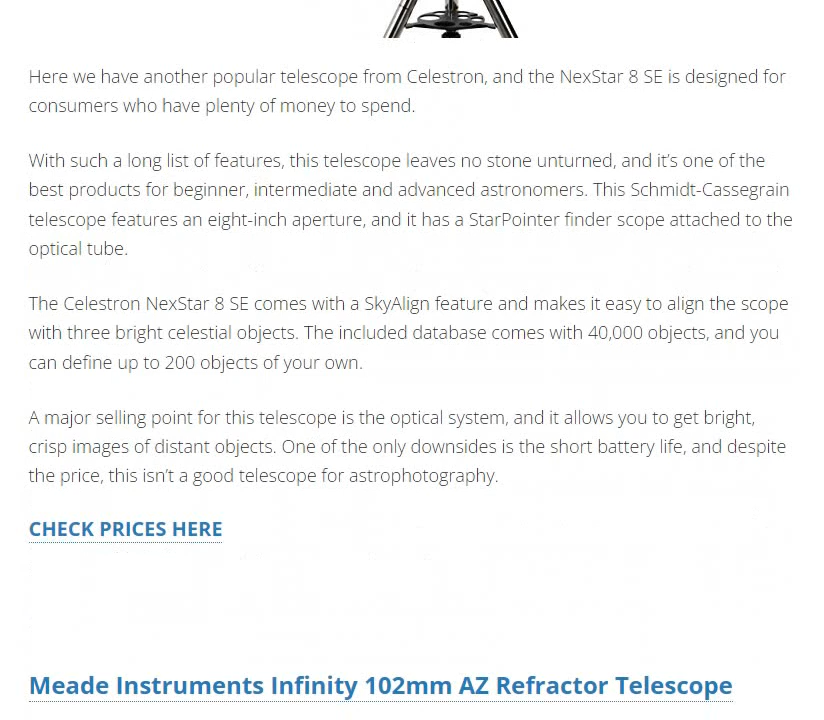 Here we have another popular telescope from Celestron, and the NexStar 8 SE is designed for
consumers who have plenty of money to spend.
With such a long list of features, this telescope leaves no stone unturned, and it's one of the
best products for beginner, intermediate and advanced astronomers. This Schmidt-Cassegrain
telescope features an eight-inch aperture, and it has a StarPointer finder scope attached to the
optical tube.
The Celestron NexStar 8 SE comes with a SkyAlign feature and makes it easy to align the scope
with three bright celestial objects. The included database comes with 40,000 objects, and you
can define up to 200 objects of your own.
A major selling point for this telescope is the optical system, and it allows you to get bright,
crisp images of distant objects. One of the only downsides is the short battery life, and despite
the price, this isn't a good telescope for astrophotography.
CHECK PRICES HERE
Meade Instruments Infinity 102mm AZ Refractor Telescope